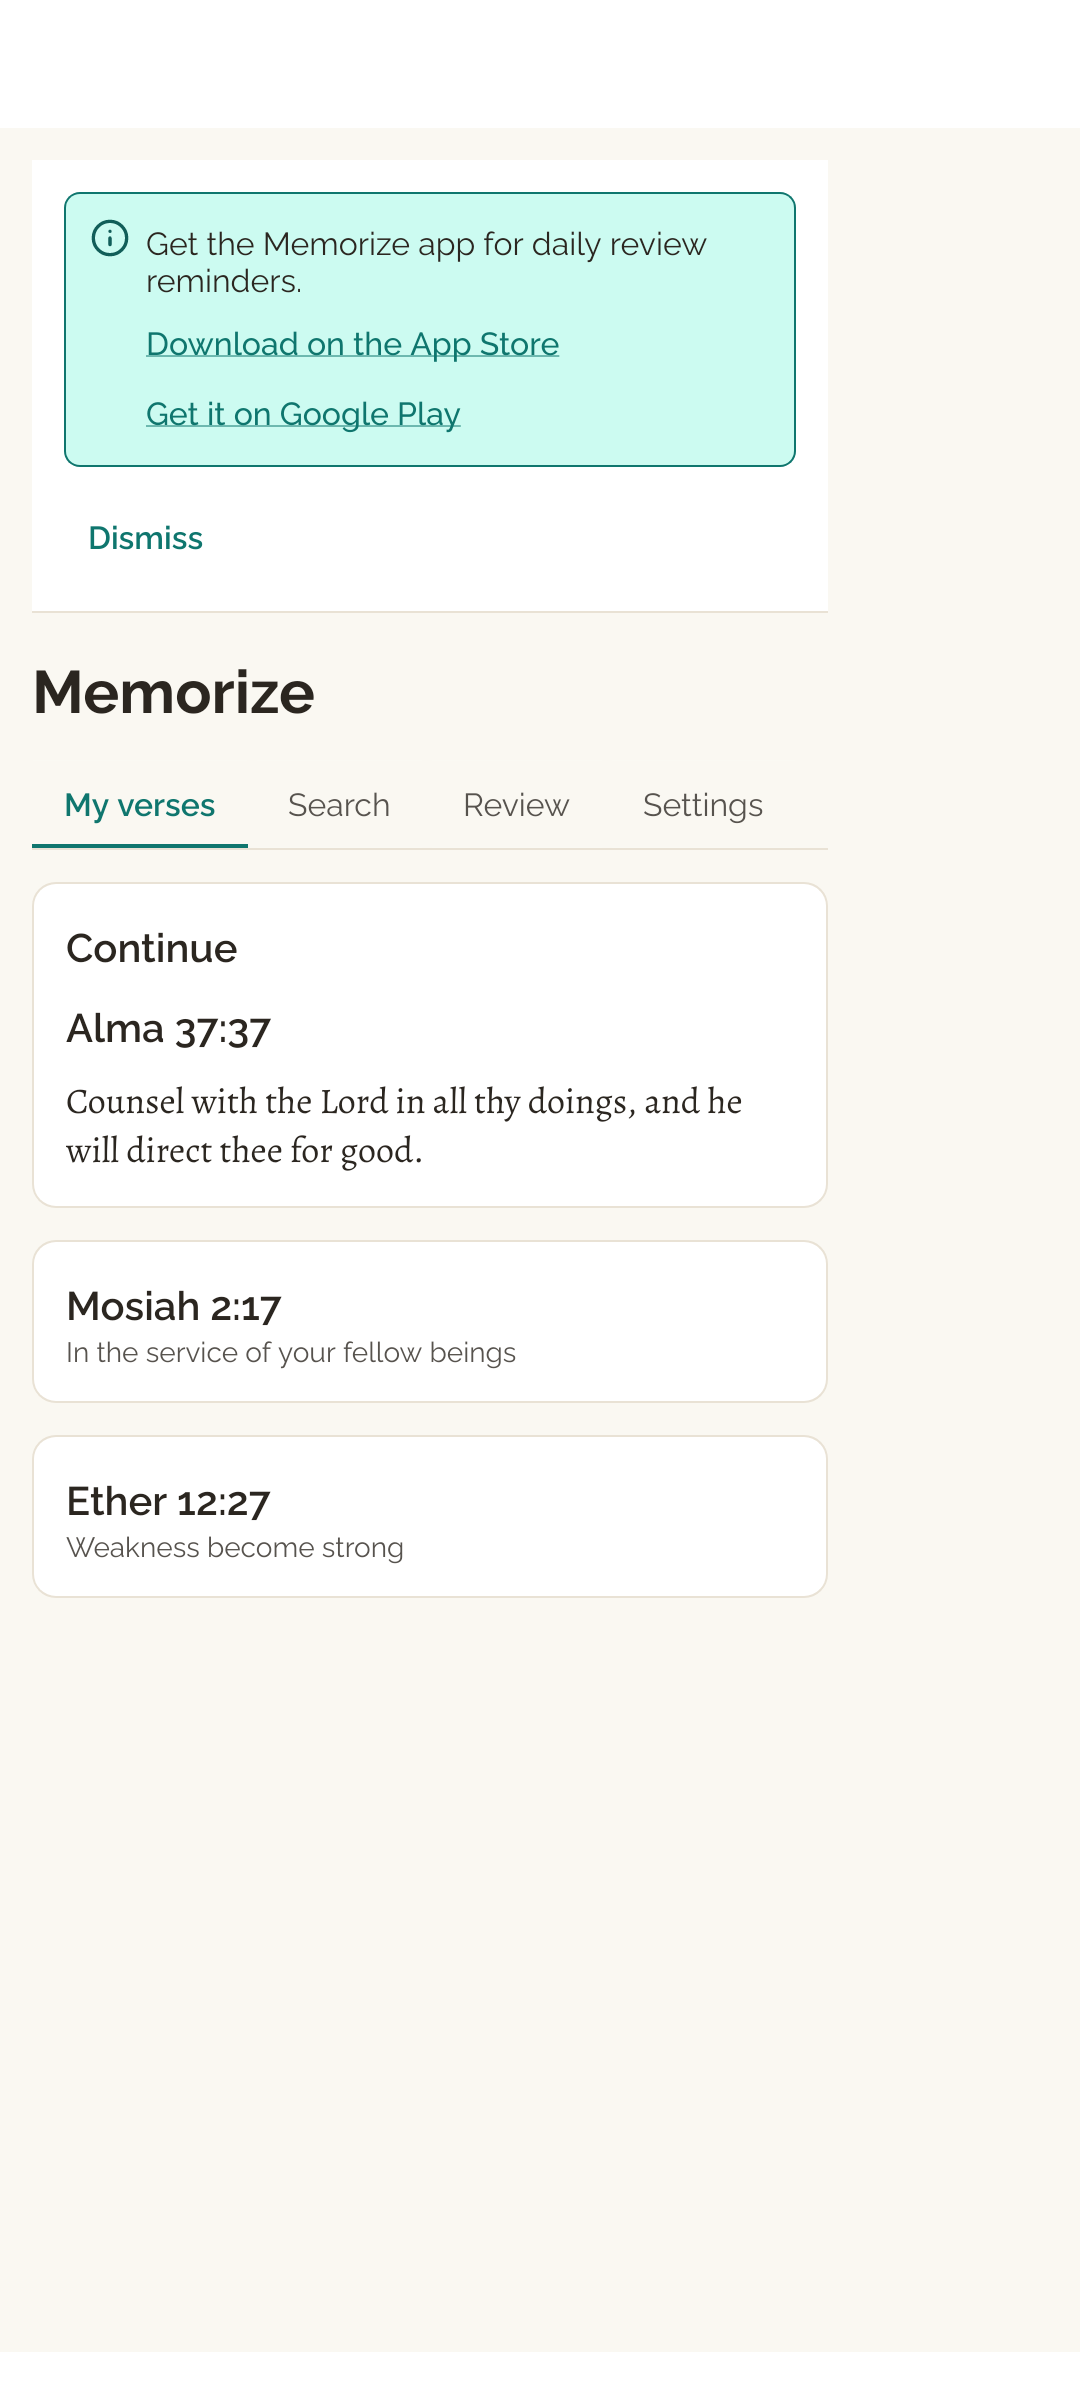 Get the Memorize app for daily review
reminders.
Download on the App Store
Get it on Google Play
Dismiss
Memorize
My verses Search Review Settings
Continue
Alma 37:37
Counsel with the Lord in all thy doings, and he
will direct thee for good.
Mosiah 2:17
In the service of your fellow beings
Ether 12:27
Weakness become strong